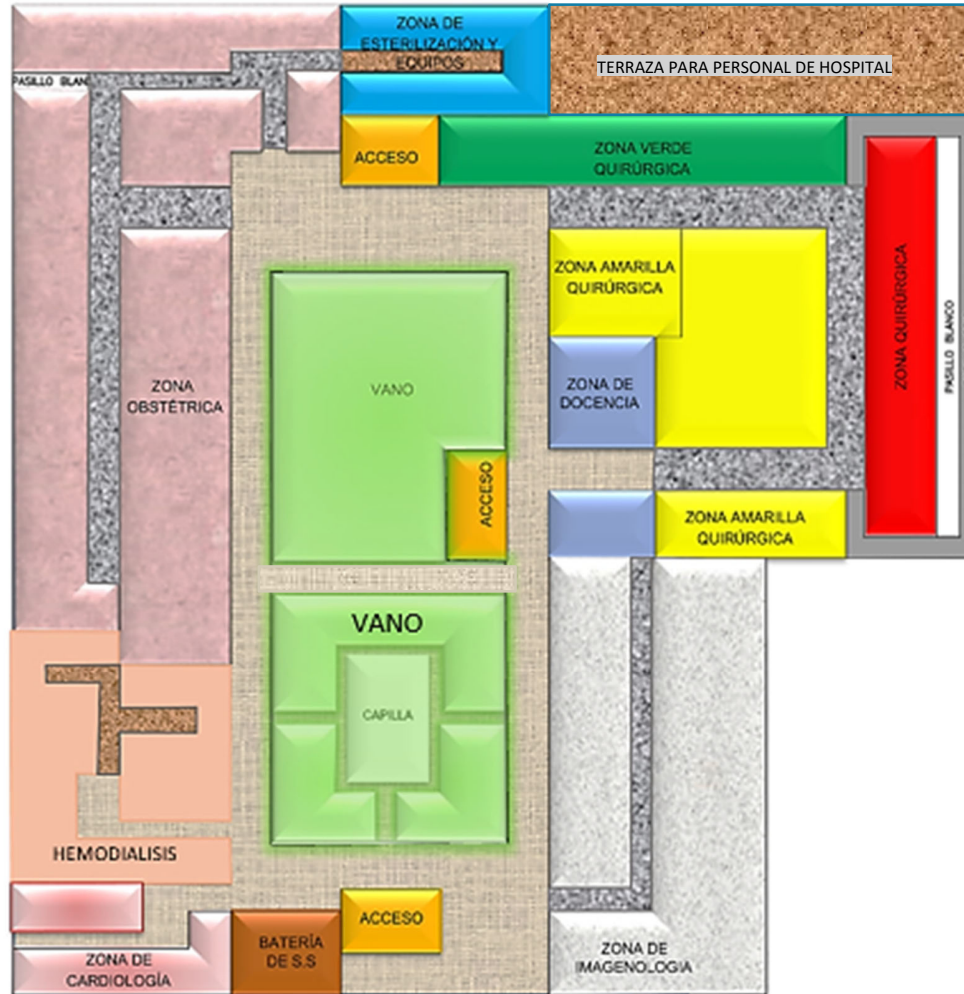 ZONA DE
ESTERILIZACIÓN Y
EQUIPOS
TERRAZA PARA PERSONAL DE HOSPITAL
PASILLO BLAN
ACCESO
ZONA VERDE
QUIRÚRGICA
ZONA AMARILLA
QUIRÚRGICA
ZONA QUIRÚRGICA
PASILLO BLANCO
ZONA
OBSTÉTRICA
VANO
ZONA DE
DOCENCIA
ACCESO
ZONA AMARILLA
QUIRÚRGICA
VANO
CAPILLA
HEMODIALISIS
ACCESO
BATERÍA
DE S.S
ZONA DE
CARDIOLOGÍA
ZONA DE
IMAGENOLOGIA